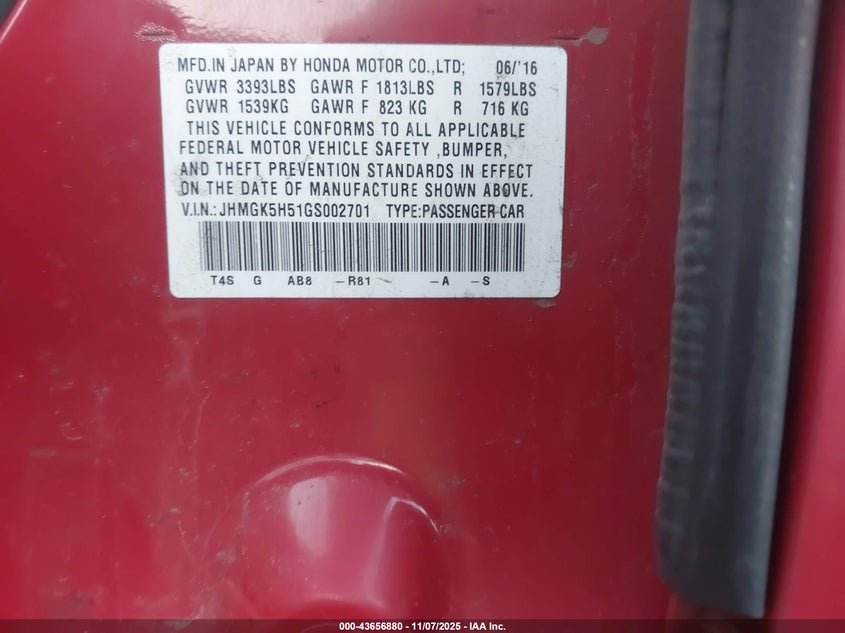 MFD.IN JAPAN BY HONDA MOTOR CO.,LTD; 06/'16
GVWR 3393LBS GAWR F 1813LBS R 1579LBS
GVWR 1539KG GAWR F 823 KG R 716 KG
THIS VEHICLE CONFORMS TO ALL APPLICABLE
FEDERAL MOTOR VEHICLE SAFETY ,BUMPER,
AND THEFT PREVENTION STANDARDS IN EFFECT
ON THE DATE OF MANUFACTURE SHOWN ABOVE.
V.I.N.: JHMGK5H51GS002701 TYPE:PASSENGER CAR
T4S G AB8 –R81 –A –S
000-43656880 – 11/07/2025 – IAA Inc.